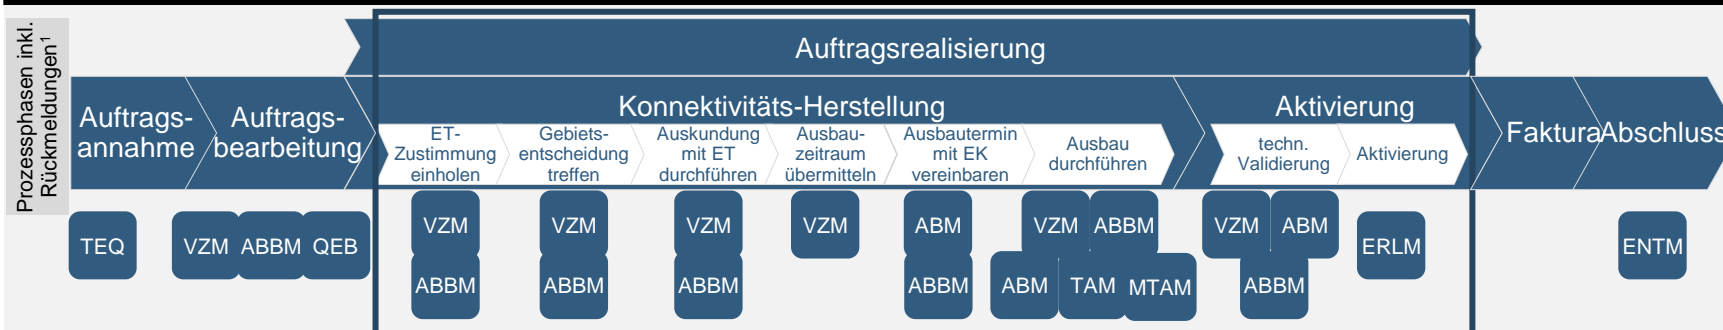 Prozessphasen inkl.
Rückmeldungen¹
Auftragsrealisierung
Auftrags-
annahme
Auftrags-
bearbeitung
Konnektivitäts-Herstellung
Aktivierung
Faktura
Abschluss
ET-
Zustimmung
einholen
Gebiets-
entscheidung
treffen
Auskundung
mit ET
durchführen
Ausbau-
zeitraum
übermitteln
Ausbautermin
mit EK
vereinbaren
Ausbau
durchführen
techn.
Validierung
Aktivierung
TEQ
VZM
ABBM
QEB
VZM
ABBM
VZM
ABBM
VZM
ABBM
VZM
ABM
ABBM
VZM
ABBM
ABM
TAM
MTAM
VZM
ABM
ABBM
ERLM
ENTM